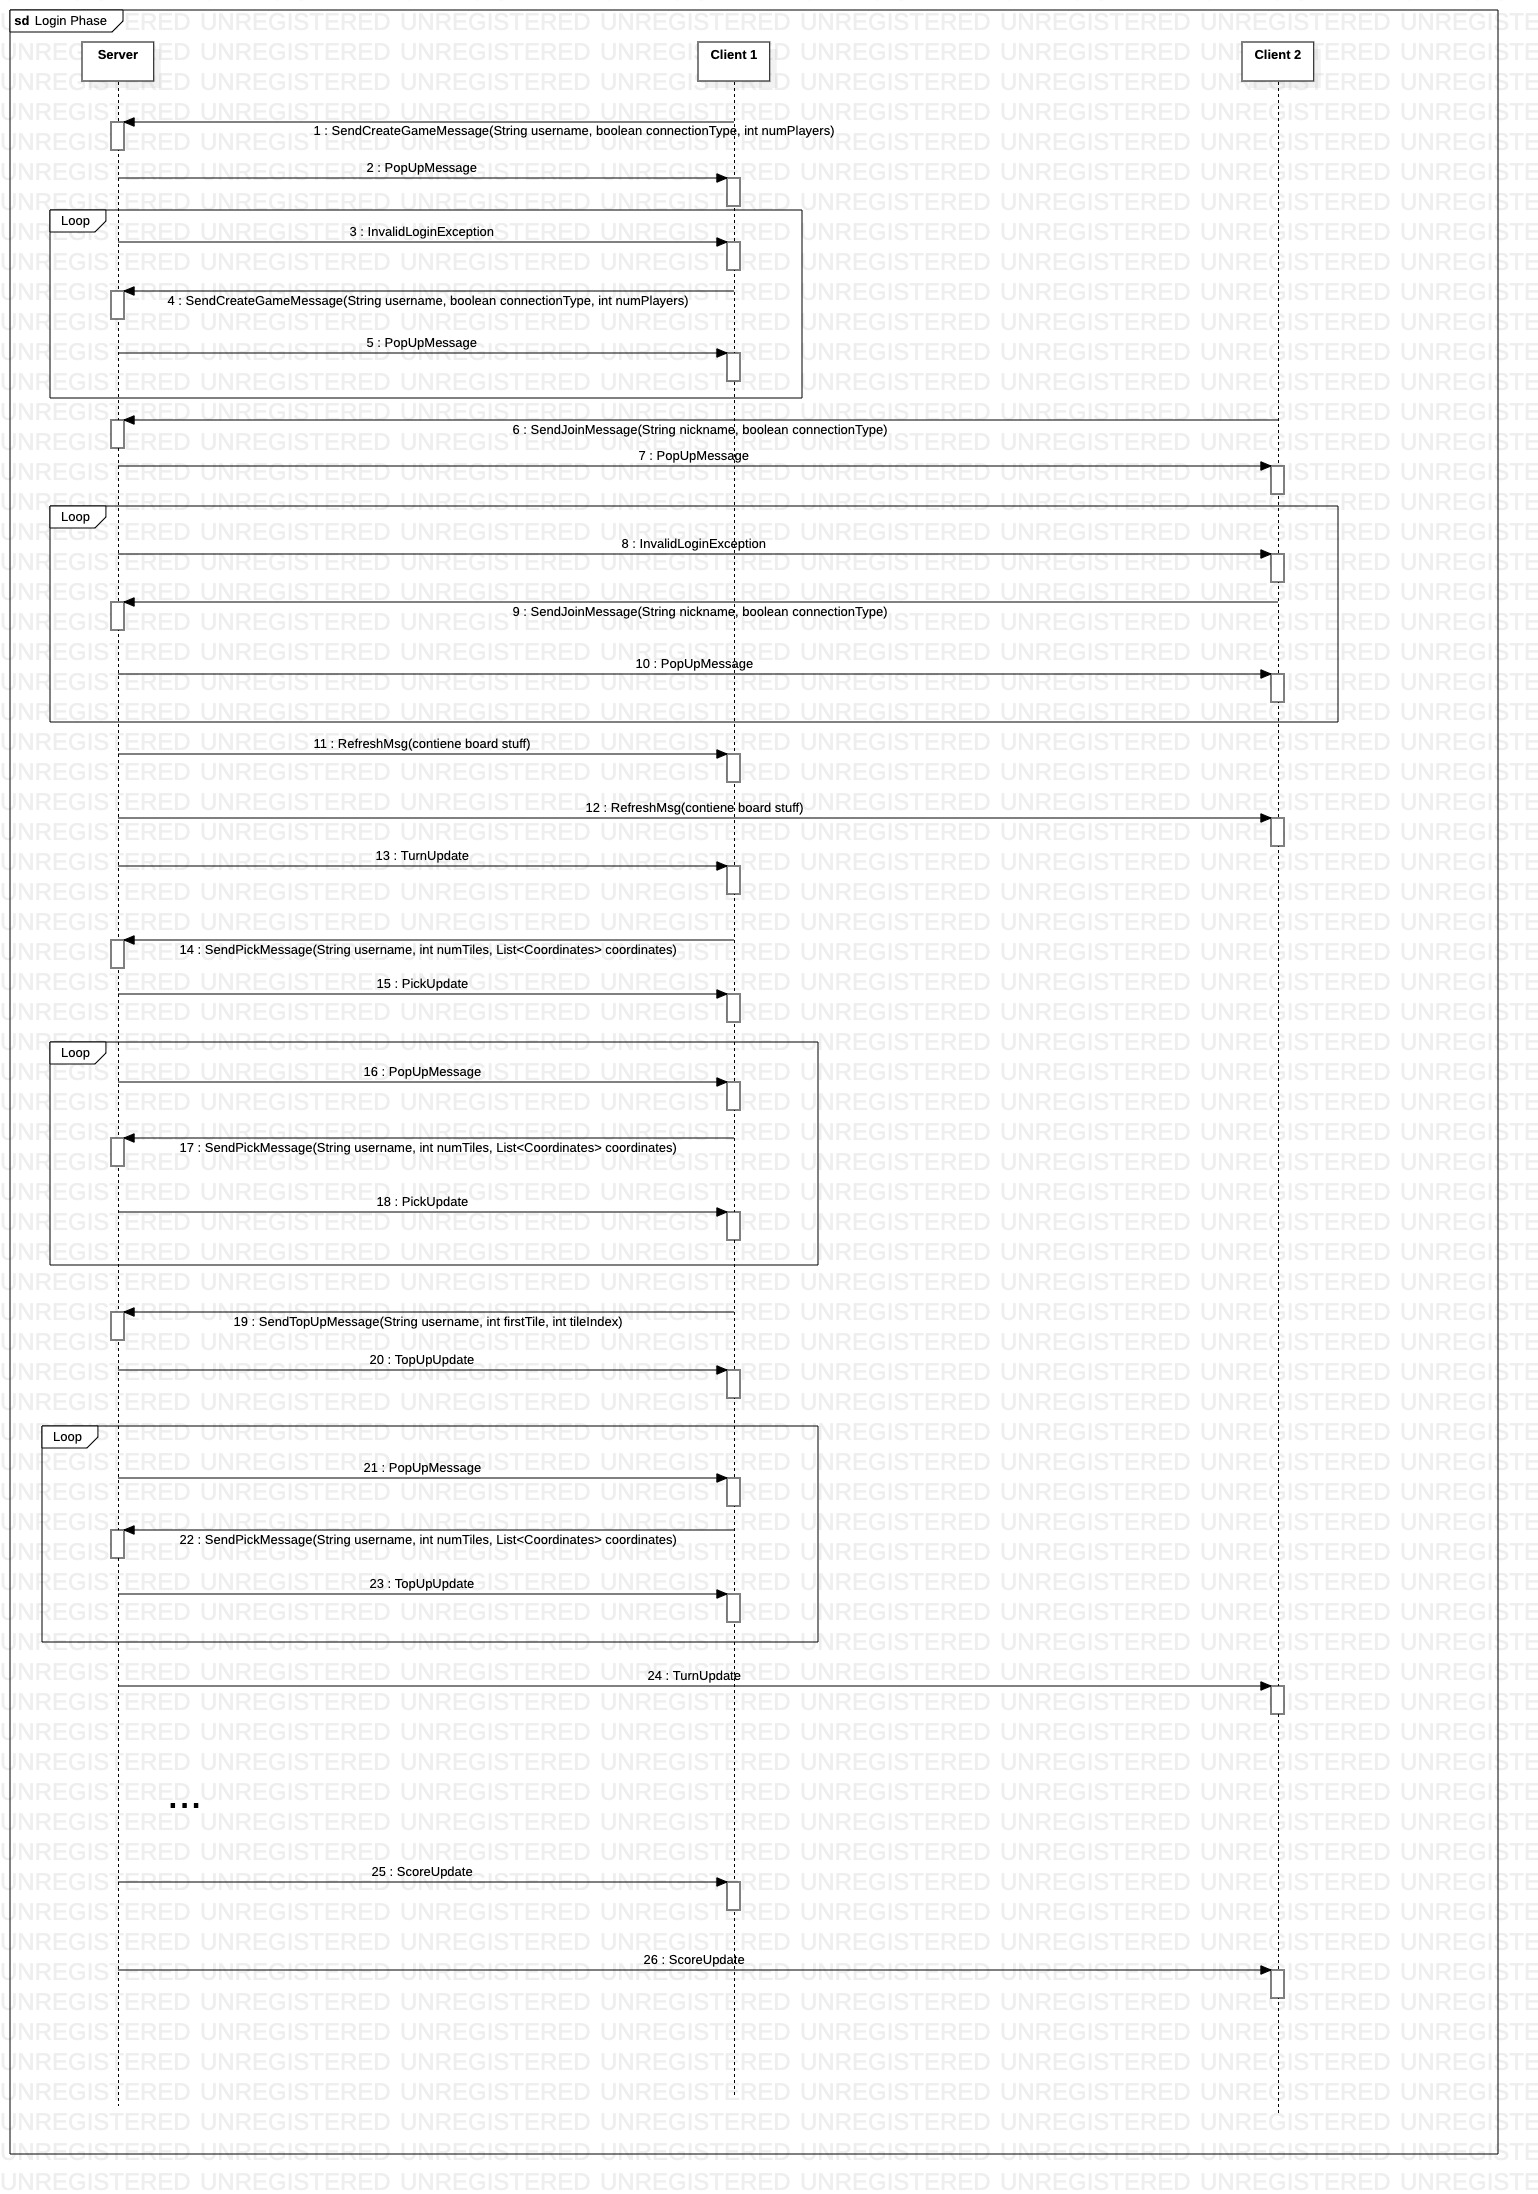 sd Login Phase
Server
Client 1
Client 2
1 : SendCreateGameMessage(String username, boolean connectionType, int numPlayers)
2 : PopUpMessage
Loop
3 : InvalidLoginException
4 : SendCreateGameMessage(String username, boolean connectionType, int numPlayers)
5 : PopUpMessage
6 : SendJoinMessage(String nickname, boolean connectionType)
7 : PopUpMessage
Loop
8 : InvalidLoginException
9 : SendJoinMessage(String nickname, boolean connectionType)
10 : PopUpMessage
11 : RefreshMsg(contiene board stuff)
12 : RefreshMsg(contiene board stuff)
13 : TurnUpdate
14 : SendPickMessage(String username, int numTiles, List<Coordinates> coordinates)
15 : PickUpdate
Loop
16 : PopUpMessage
17 : SendPickMessage(String username, int numTiles, List<Coordinates> coordinates)
18 : PickUpdate
19 : SendTopUpMessage(String username, int firstTile, int tileIndex)
20 : TopUpUpdate
Loop
21 : PopUpMessage
22 : SendPickMessage(String username, int numTiles, List<Coordinates> coordinates)
23 : TopUpUpdate
24 : TurnUpdate
...
25 : ScoreUpdate
26 : ScoreUpdate
UNREGISTERED